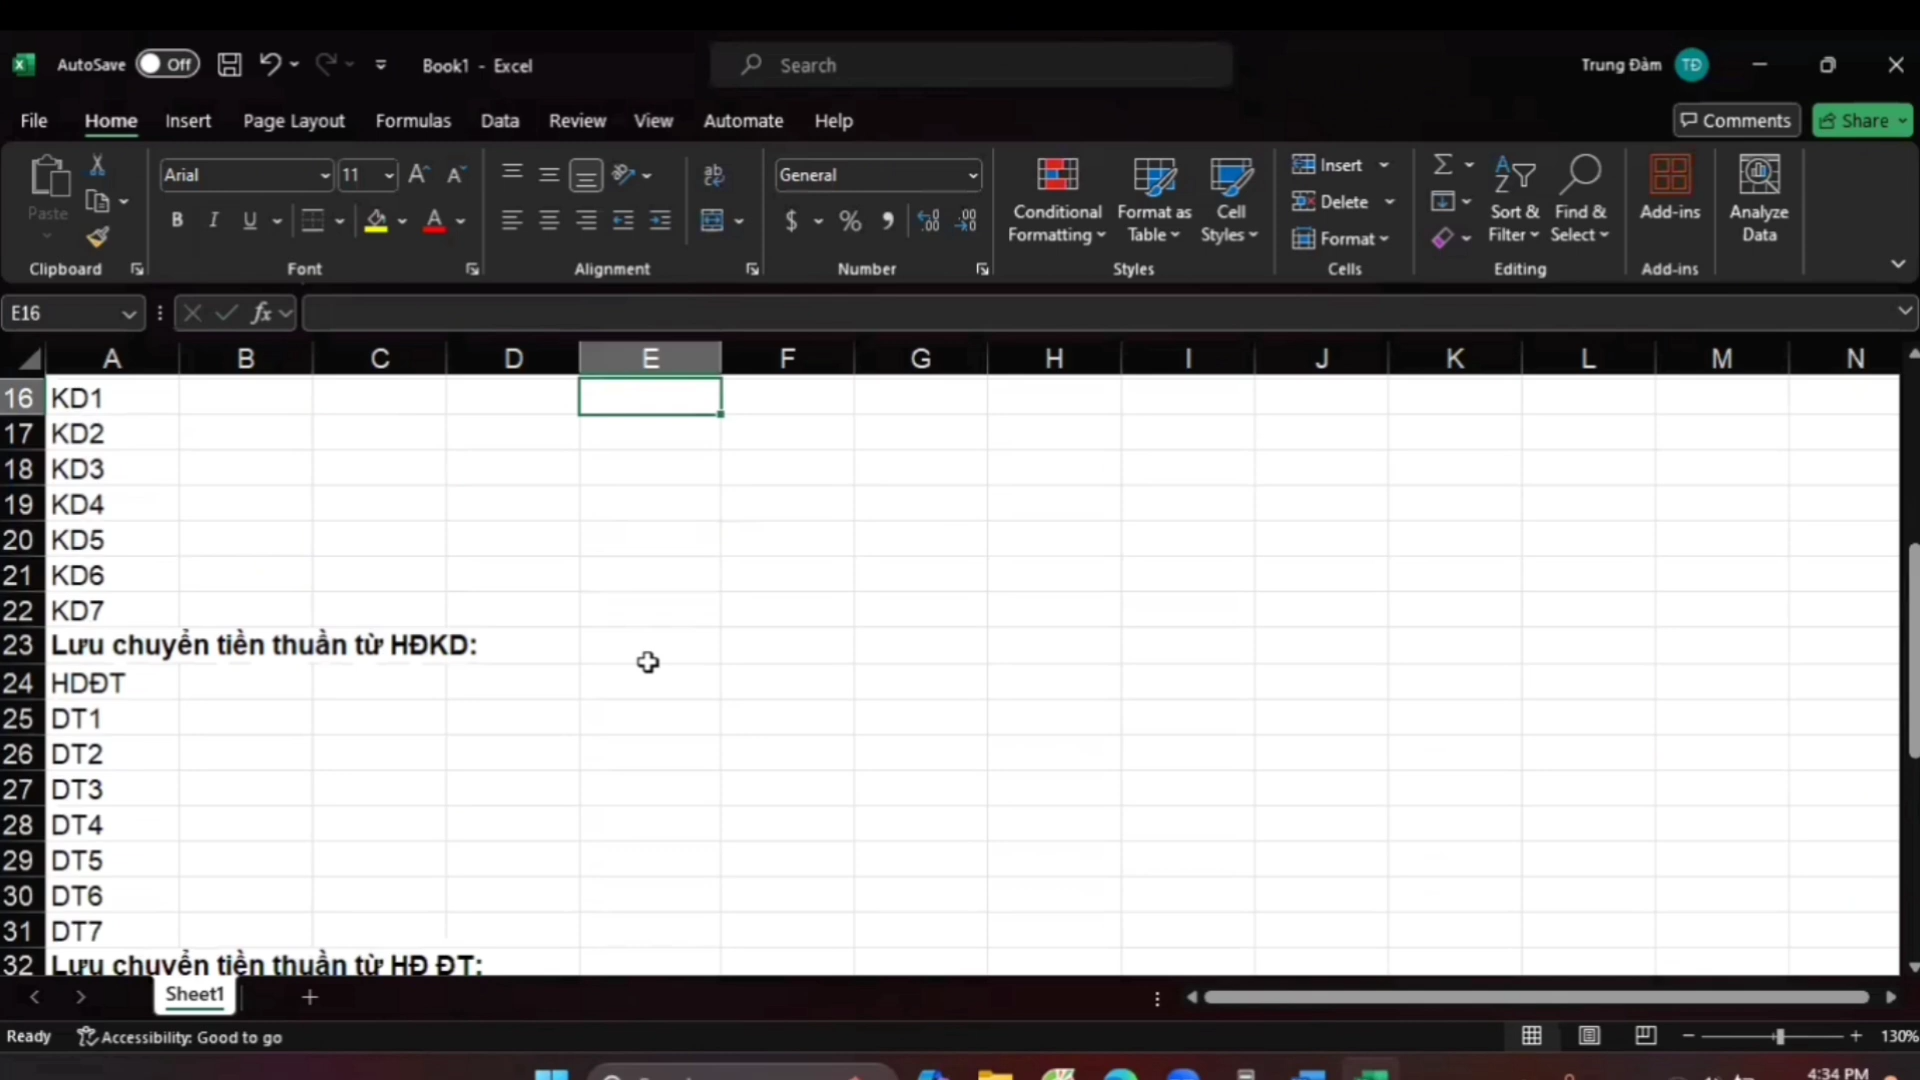 AutoSave Off Book1 - Excel Search Trung Đàm TĐ
File Home Insert Page Layout Formulas Data Review View Automate Help Comments Share
Paste Arial 11 General Conditional Formatting Format as Table Cell Styles Insert Delete Format Sort & Filter Find & Select Add-ins Analyze Data
Clipboard Font Alignment Number Styles Cells Editing Add-ins
E16 fx
A B C D E F G H I J K L M N
16 KD1
17 KD2
18 KD3
19 KD4
20 KD5
21 KD6
22 KD7
23 Lưu chuyển tiền thuần từ HĐKD:
24 HDĐT
25 DT1
26 DT2
27 DT3
28 DT4
29 DT5
30 DT6
31 DT7
32 Lưu chuyển tiền thuần từ HĐ ĐT:
Sheet1
Ready Accessibility: Good to go 130%
4:34 PM